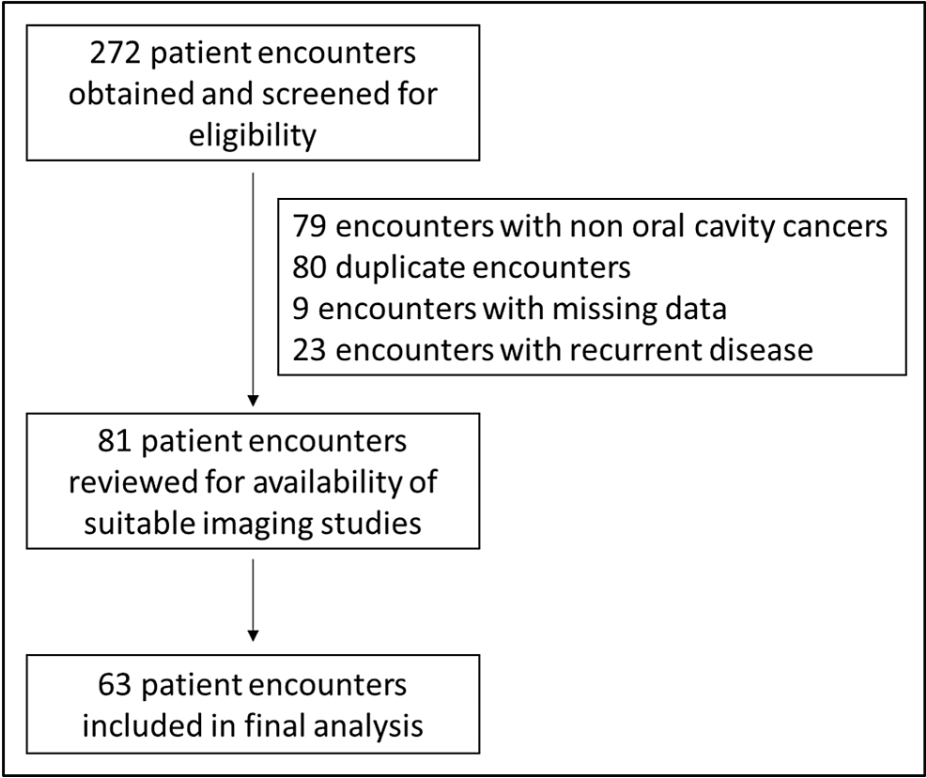 272 patient encounters
obtained and screened for
eligibility
79 encounters with non oral cavity cancers
80 duplicate encounters
9 encounters with missing data
23 encounters with recurrent disease
81 patient encounters
reviewed for availability of
suitable imaging studies
63 patient encounters
included in final analysis